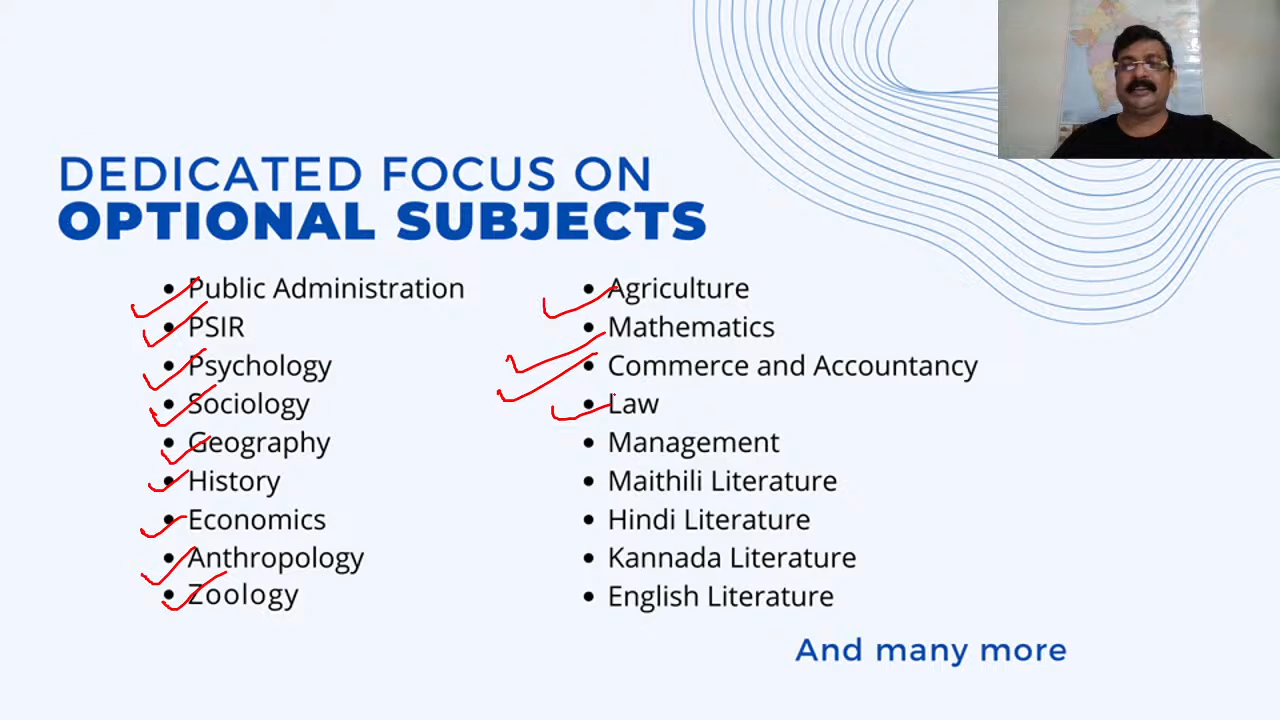 DEDICATED FOCUS ON
OPTIONAL SUBJECTS
Public Administration
PSIR
Psychology
Sociology
Geography
History
Economics
Anthropology
Zoology
Agriculture
Mathematics
Commerce and Accountancy
Law
Management
Maithili Literature
Hindi Literature
Kannada Literature
English Literature
And many more